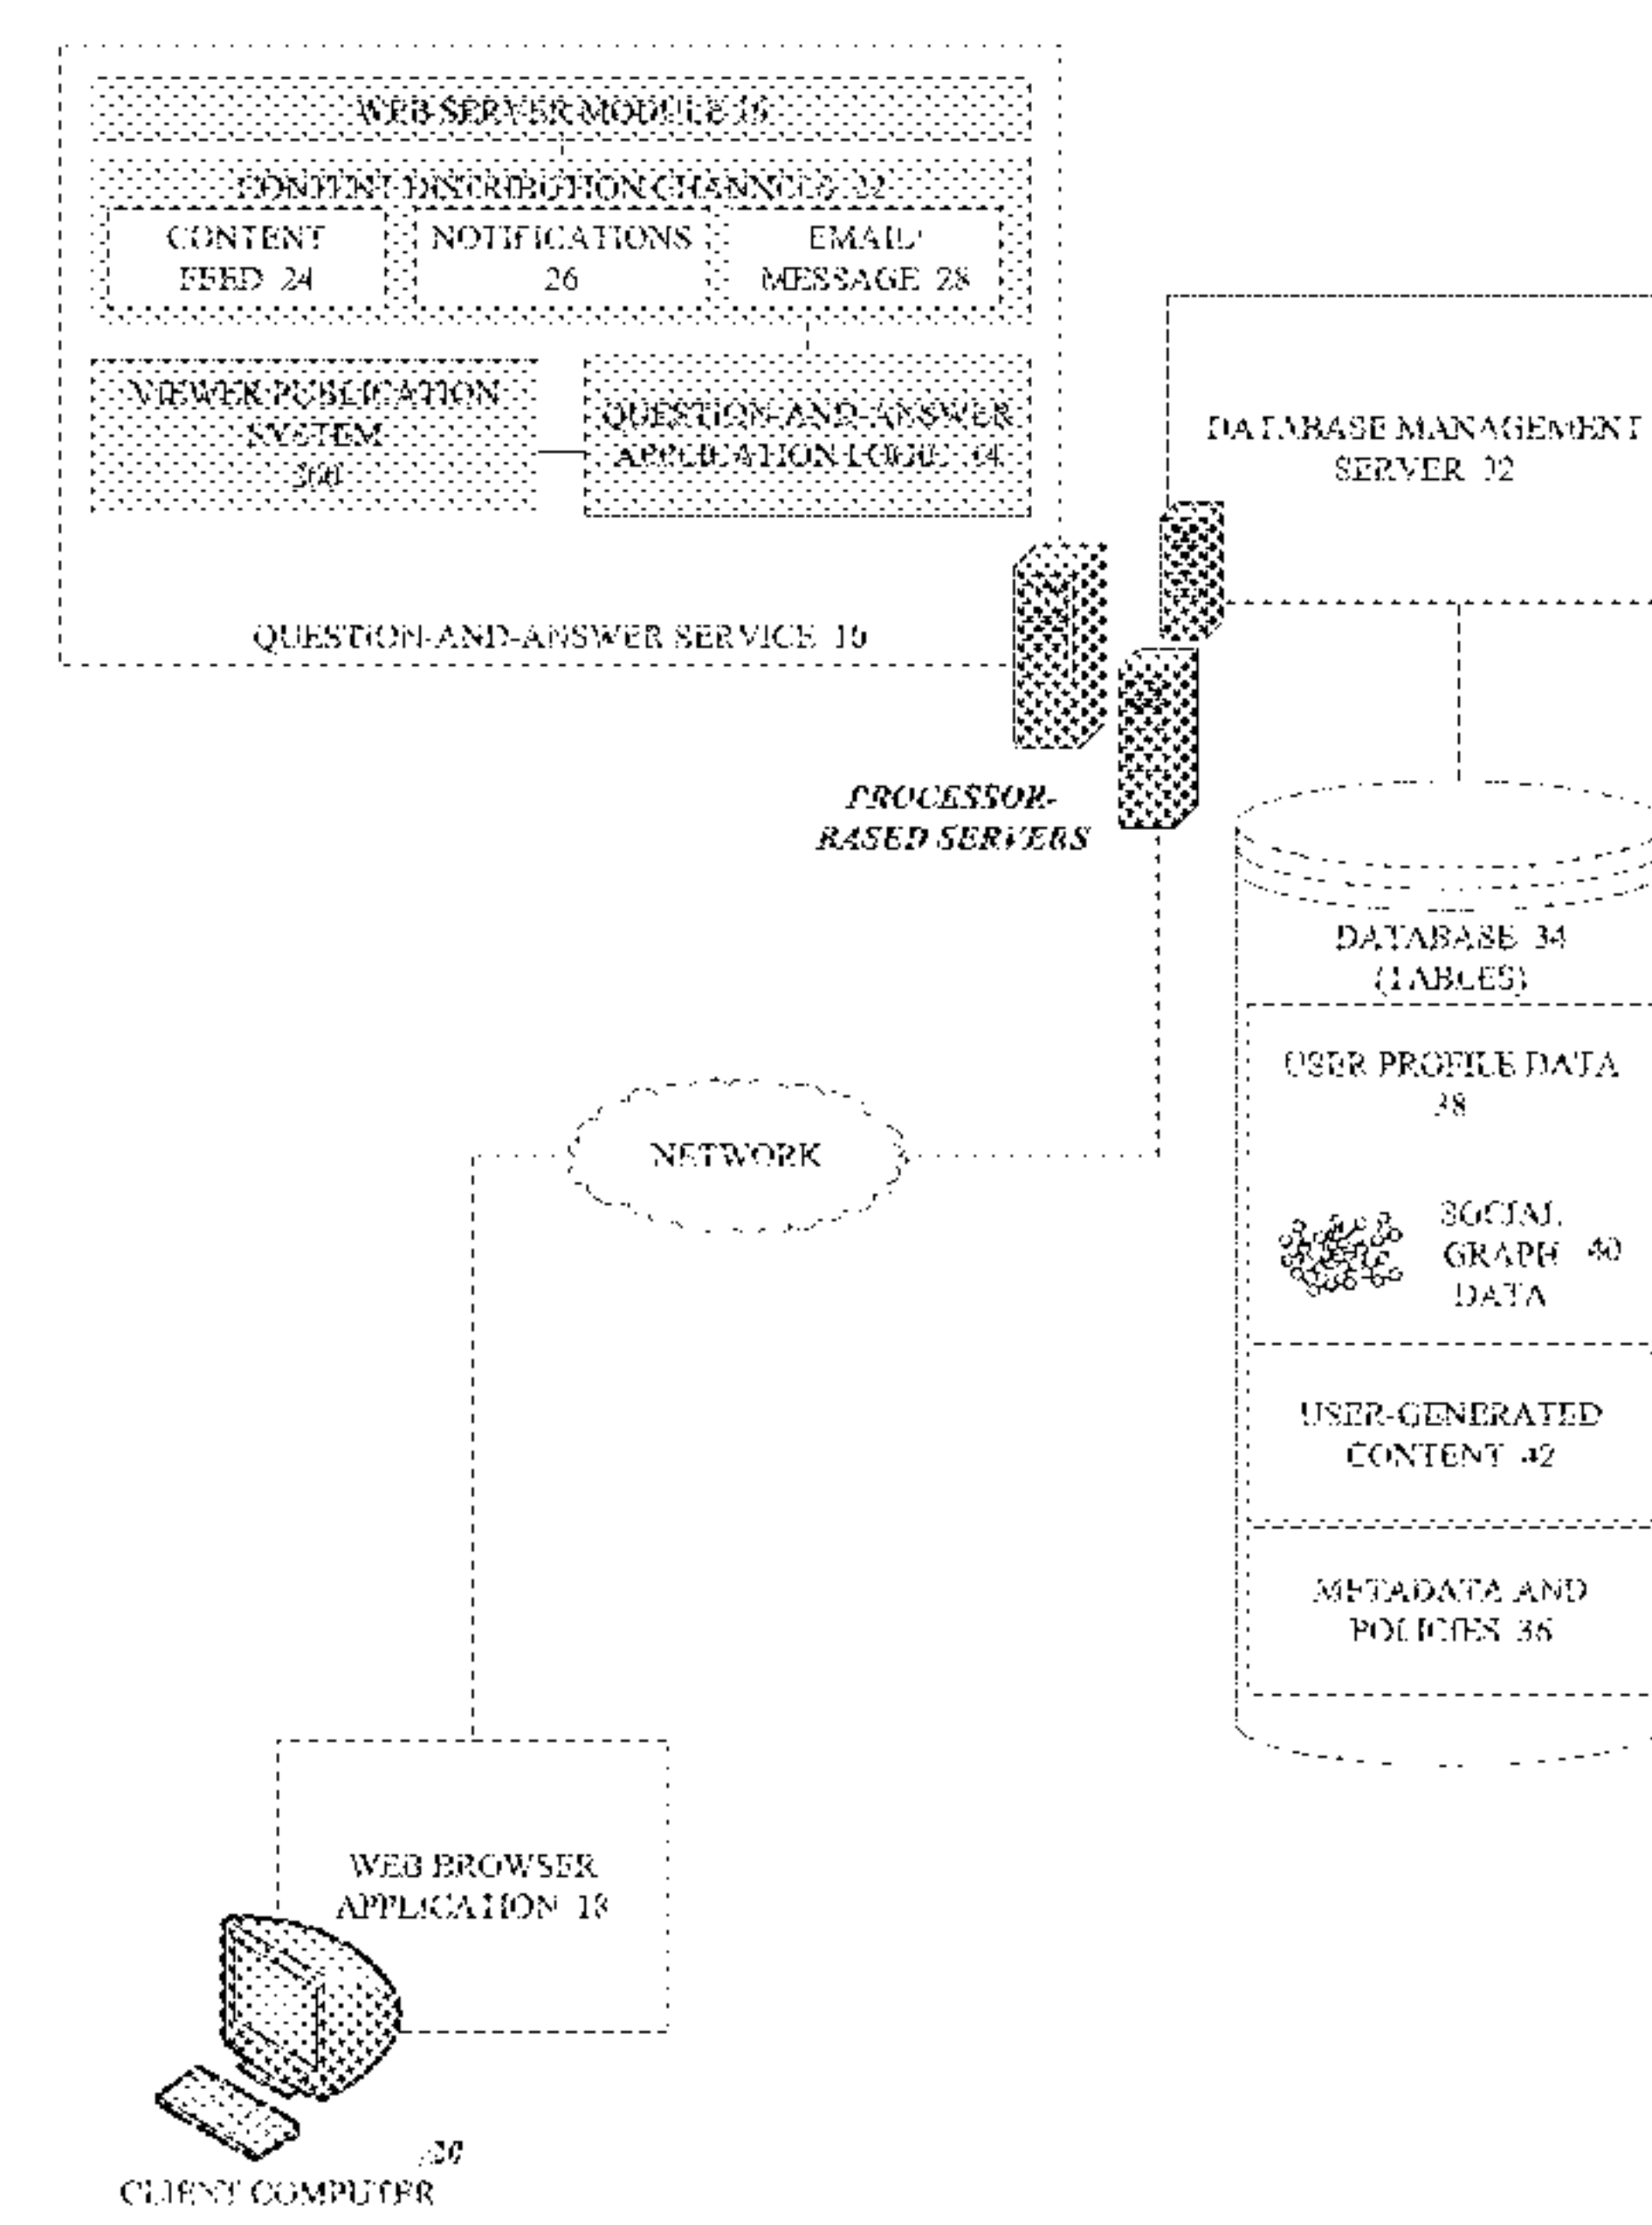 WEB SERVER MODULE 16
CONTENT DISTRIBUTION CHANNELS 22
CONTENT
FEED 24
NOTIFICATIONS
26
EMAIL/
MESSAGE 28
VIEWER PUBLICATION
SYSTEM
QUESTION-AND-ANSWER
APPLICATION LOGIC 14
QUESTION-AND-ANSWER SERVICE 10
DATABASE MANAGEMENT
SERVER 32
PROCESSOR-
BASED SERVERS
DATABASE 34
(TABLES)
USER PROFILE DATA
38
SOCIAL
GRAPH 40
DATA
USER-GENERATED
CONTENT 42
METADATA AND
POLICIES 36
NETWORK
WEB BROWSER
APPLICATION 18
20
CLIENT COMPUTER